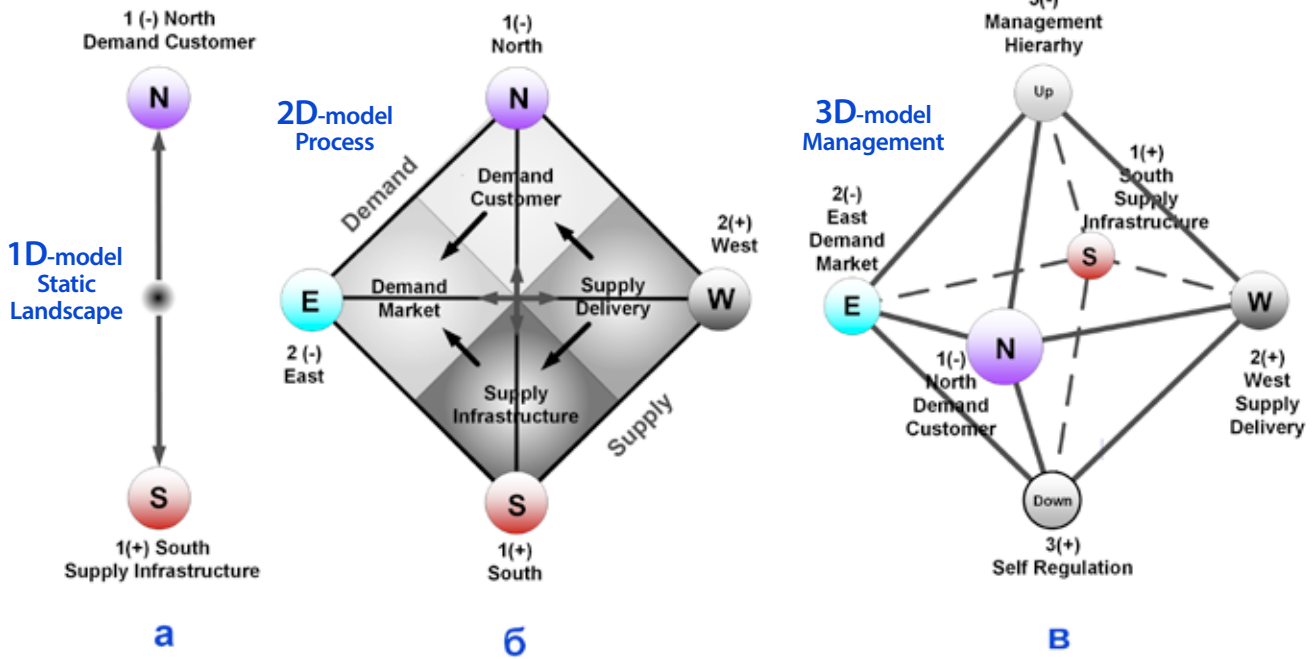 1 (-) North
Demand Customer
N
1D-model
Static
Landscape
S
1(+) South
Supply Infrastructure
а
1(-)
North
2D-model
Process
N
Demand
Demand
Customer
2(+)
West
E
Demand
Market
Supply
Delivery
W
2 (-)
East
Supply
Infrastructure
Supply
S
1(+)
South
б
3(-)
Management
Hierarhy
3D-model
Management
Up
1(+)
South
Supply
Infrastructure
2(-)
East
Demand
Market
S
E
W
N
1(-)
North
Demand
Customer
2(+)
West
Supply
Delivery
Down
3(+)
Self Regulation
в